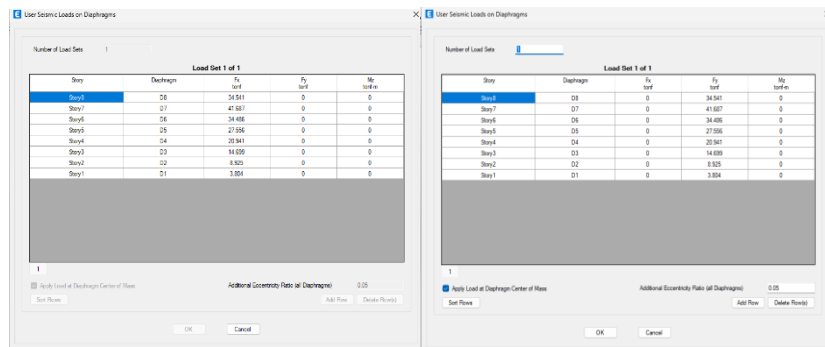 User Seismic Loads on Diaphragms
Number of Load Sets 1
Load Set 1 of 1
Story Diaphragm Fx tonf Fy tonf Mz tonf-m
Story8 D8 34.541 0 0
Story7 D7 41.687 0 0
Story6 D6 34.486 0 0
Story5 D5 27.556 0 0
Story4 D4 20.941 0 0
Story3 D3 14.699 0 0
Story2 D2 8.925 0 0
Story1 D1 3.804 0 0
1
Apply Load at Diaphragm Center of Mass Additional Eccentricity Ratio (all Diaphragms) 0.05
Sort Rows Add Row Delete Row(s)
OK Cancel
User Seismic Loads on Diaphragms
Number of Load Sets 1
Load Set 1 of 1
Story Diaphragm Fx tonf Fy tonf Mz tonf-m
Story8 D8 0 34.541 0
Story7 D7 0 41.687 0
Story6 D6 0 34.486 0
Story5 D5 0 27.556 0
Story4 D4 0 20.941 0
Story3 D3 0 14.699 0
Story2 D2 0 8.925 0
Story1 D1 0 3.804 0
1
Apply Load at Diaphragm Center of Mass Additional Eccentricity Ratio (all Diaphragms) 0.05
Sort Rows Add Row Delete Row(s)
OK Cancel